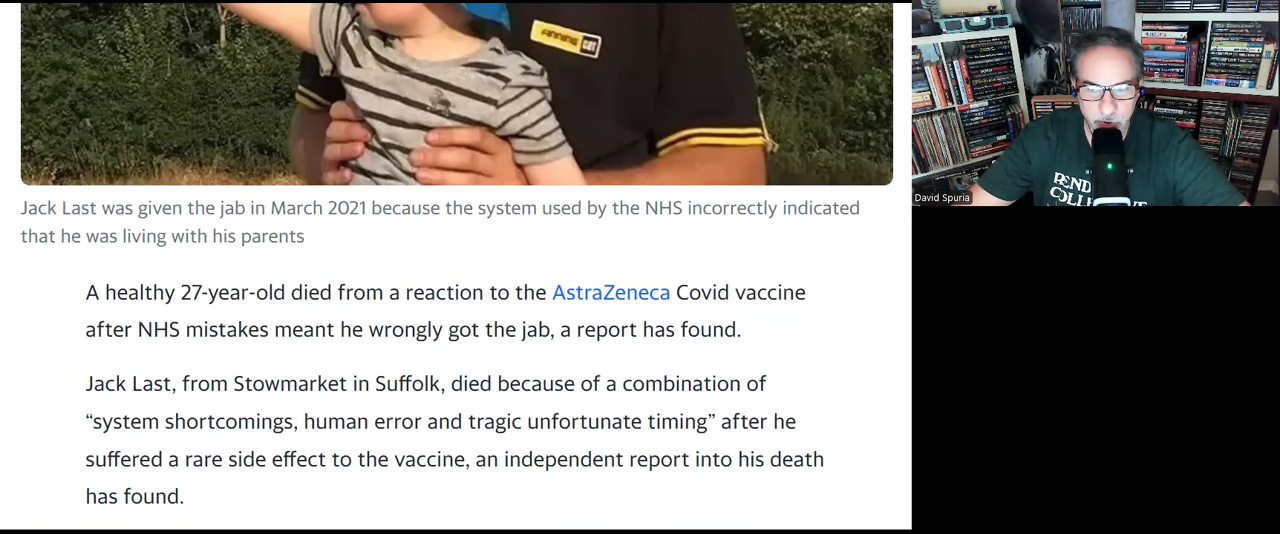 FINNING CAT
David Spuria
REND
COLLECTIVE
Jack Last was given the jab in March 2021 because the system used by the NHS incorrectly indicated
that he was living with his parents
A healthy 27-year-old died from a reaction to the AstraZeneca Covid vaccine
after NHS mistakes meant he wrongly got the jab, a report has found.
Jack Last, from Stowmarket in Suffolk, died because of a combination of
“system shortcomings, human error and tragic unfortunate timing” after he
suffered a rare side effect to the vaccine, an independent report into his death
has found.